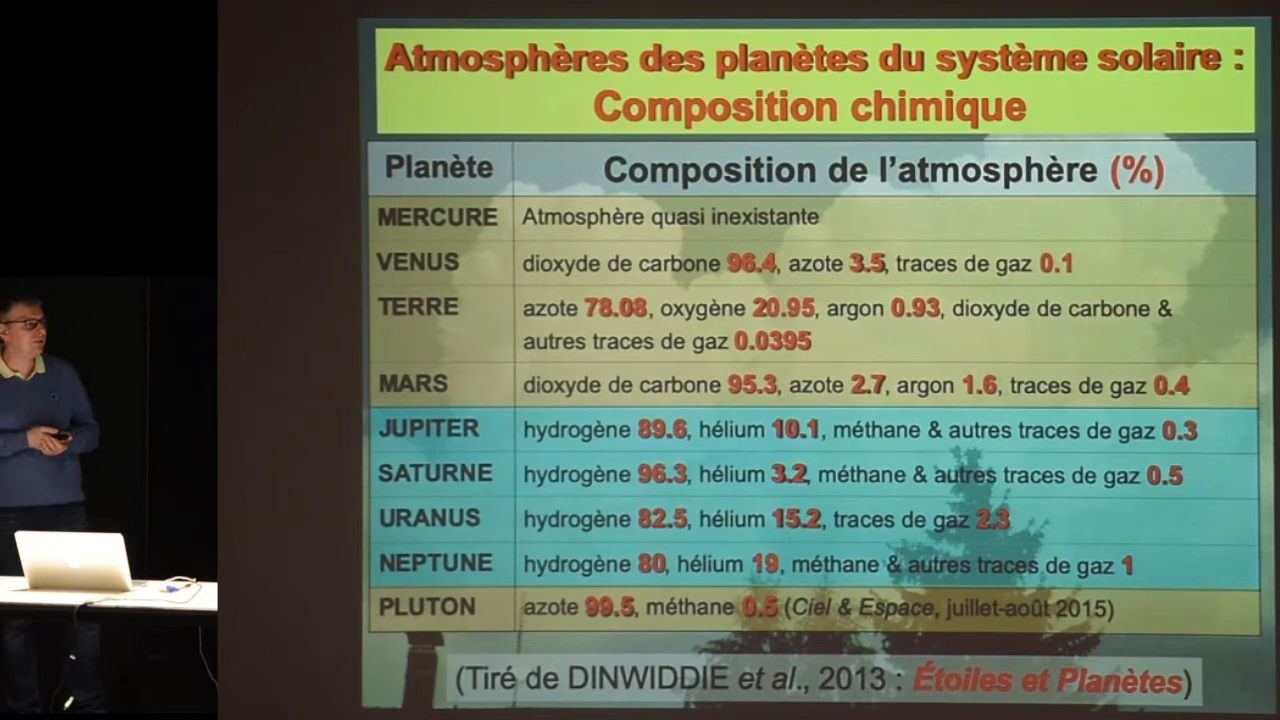 Atmosphères des planètes du système solaire :
Composition chimique
Planète Composition de l'atmosphère (%)
MERCURE Atmosphère quasi inexistante
VENUS dioxyde de carbone 96.4, azote 3.5, traces de gaz 0.1
TERRE azote 78.08, oxygène 20.95, argon 0.93, dioxyde de carbone &
autres traces de gaz 0.0395
MARS dioxyde de carbone 95.3, azote 2.7, argon 1.6, traces de gaz 0.4
JUPITER hydrogène 89.6, hélium 10.1, méthane & autres traces de gaz 0.3
SATURNE hydrogène 96.3, hélium 3.2, méthane & autres traces de gaz 0.5
URANUS hydrogène 82.5, hélium 15.2, traces de gaz 2.3
NEPTUNE hydrogène 80, hélium 19, méthane & autres traces de gaz 1
PLUTON azote 99.5, méthane 0.5 (Ciel & Espace, juillet-août 2015)
(Tiré de DINWIDDIE et al., 2013 : Étoiles et Planètes)